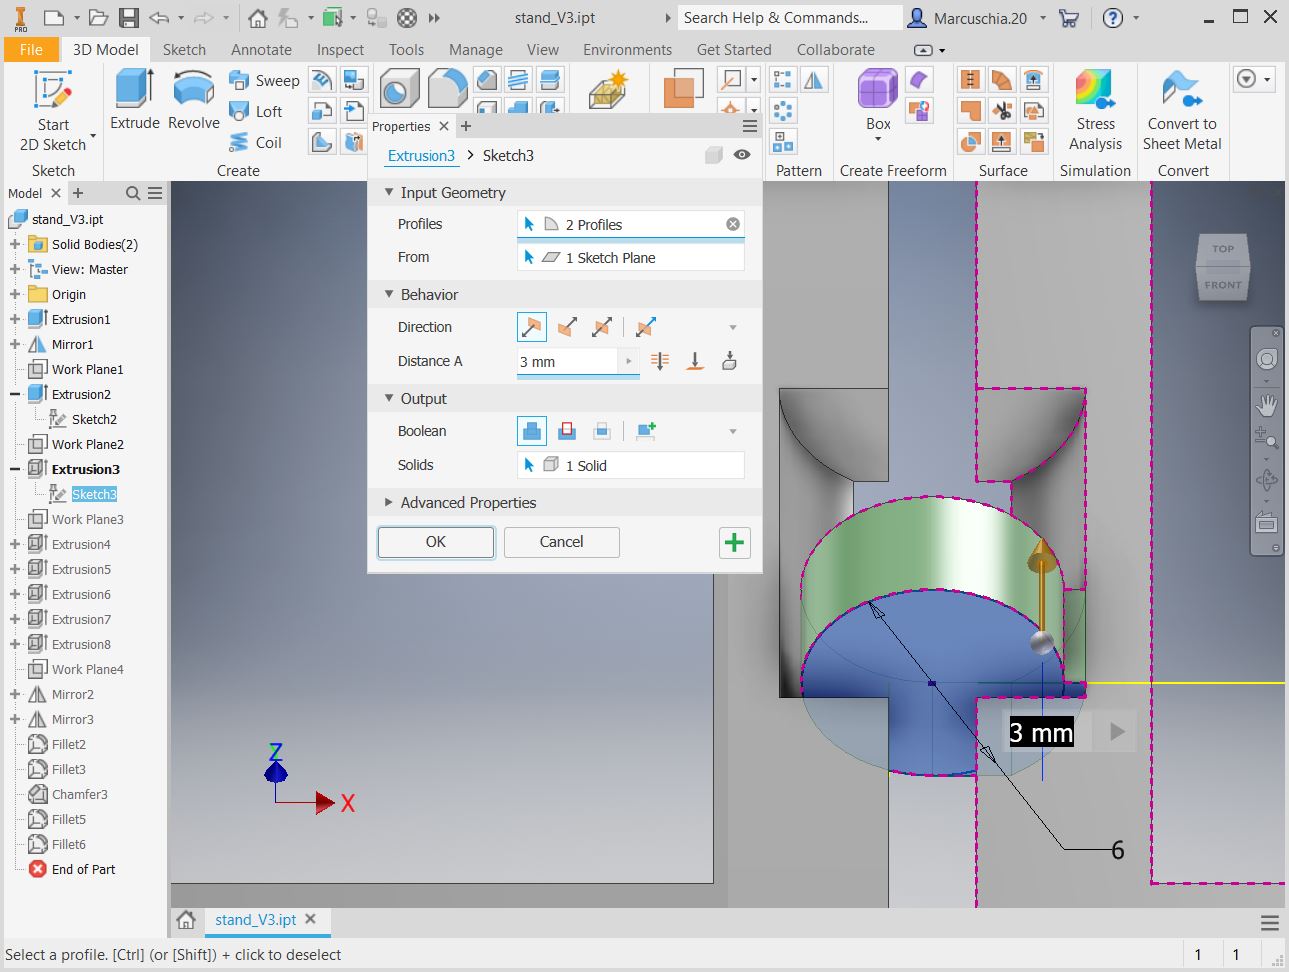 PRO
stand_V3.ipt
Search Help & Commands...
Marcuschia.20
File
3D Model
Sketch
Annotate
Inspect
Tools
Manage
View
Environments
Get Started
Collaborate
Start
2D Sketch
Sketch
Extrude
Revolve
Sweep
Loft
Coil
Create
Pattern
Box
Create Freeform
Surface
Stress
Analysis
Simulation
Convert to
Sheet Metal
Convert
Model
stand_V3.ipt
Solid Bodies(2)
View: Master
Origin
Extrusion1
Mirror1
Work Plane1
Extrusion2
Sketch2
Work Plane2
Extrusion3
Sketch3
Work Plane3
Extrusion4
Extrusion5
Extrusion6
Extrusion7
Extrusion8
Work Plane4
Mirror2
Mirror3
Fillet2
Fillet3
Chamfer3
Fillet5
Fillet6
End of Part
Properties
Extrusion3 > Sketch3
Input Geometry
Profiles
2 Profiles
From
1 Sketch Plane
Behavior
Direction
Distance A
3 mm
Output
Boolean
Solids
1 Solid
Advanced Properties
OK
Cancel
TOP
FRONT
3 mm
6
Z
X
stand_V3.ipt
Select a profile. [Ctrl] (or [Shift]) + click to deselect
1
1